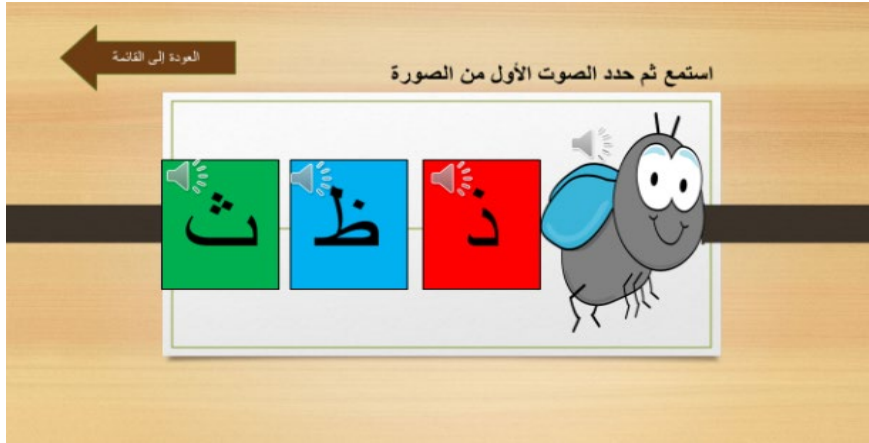 العودة إلى القائمة
استمع ثم حدد الصوت الأول من الصورة
ذ ظ ث